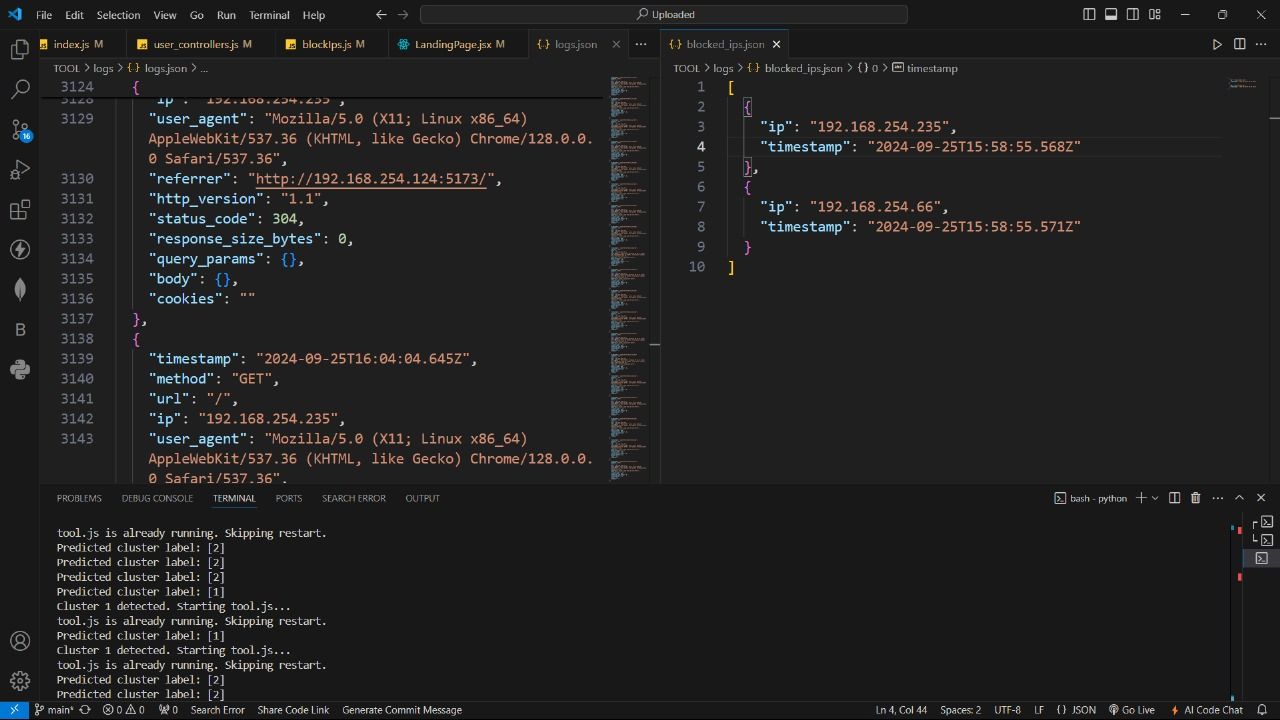 File Edit Selection View Go Run Terminal Help
Uploaded
index.js M
user_controllers.js M
blockIps.js M
LandingPage.jsx M
logs.json
blocked_ips.json
TOOL > logs > {} logs.json > ...
3124 {
3128 "ip": "192.168.254.235",
3129 "user_agent": "Mozilla/5.0 (X11; Linux x86_64)
AppleWebKit/537.36 (KHTML, like Gecko) Chrome/128.0.0.
0 Safari/537.36",
3130 "referrer": "http://192.168.254.124:5173/",
3131 "http_version": "1.1",
3132 "status_code": 304,
3133 "response_size_bytes": 0,
3134 "query_params": {},
3135 "body": {},
3136 "cookies": ""
3137 },
3138 {
3139 "timestamp": "2024-09-25T16:04:04.645Z",
3140 "method": "GET",
3141 "url": "/",
3142 "ip": "192.168.254.235",
3143 "user_agent": "Mozilla/5.0 (X11; Linux x86_64)
AppleWebKit/537.36 (KHTML, like Gecko) Chrome/128.0.0.
0 Safari/537.36",
TOOL > logs > {} blocked_ips.json > {} 0 > timestamp
1 [
2 {
3 "ip": "192.168.254.235",
4 "timestamp": "2024-09-25T15:58:55.568Z"
5 },
6 {
7 "ip": "192.168.254.66",
8 "timestamp": "2024-09-25T15:58:55.571Z"
9 }
10 ]
16
B
PROBLEMS DEBUG CONSOLE TERMINAL PORTS SEARCH ERROR OUTPUT
bash - python
tool.js is already running. Skipping restart.
Predicted cluster label: [2]
Predicted cluster label: [2]
Predicted cluster label: [2]
Predicted cluster label: [1]
Cluster 1 detected. Starting tool.js...
tool.js is already running. Skipping restart.
Predicted cluster label: [1]
Cluster 1 detected. Starting tool.js...
tool.js is already running. Skipping restart.
Predicted cluster label: [2]
Predicted cluster label: [2]
main* 0 0 0 Search Error Share Code Link Generate Commit Message
Ln 4, Col 44 Spaces: 2 UTF-8 LF {} JSON Go Live AI Code Chat